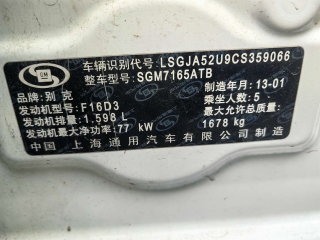 车辆识别代号: LSGJA52U9CS359066
整车型号: SGM7165ATB
品牌: 别克 制造年月: 13-01
发动机型号: F16D3 乘坐人数: 5
发动机排量: 1.598 L 最大允许总质量:
发动机最大净功率: 77 kW 1678 kg
中国 上海通用汽车有限公司